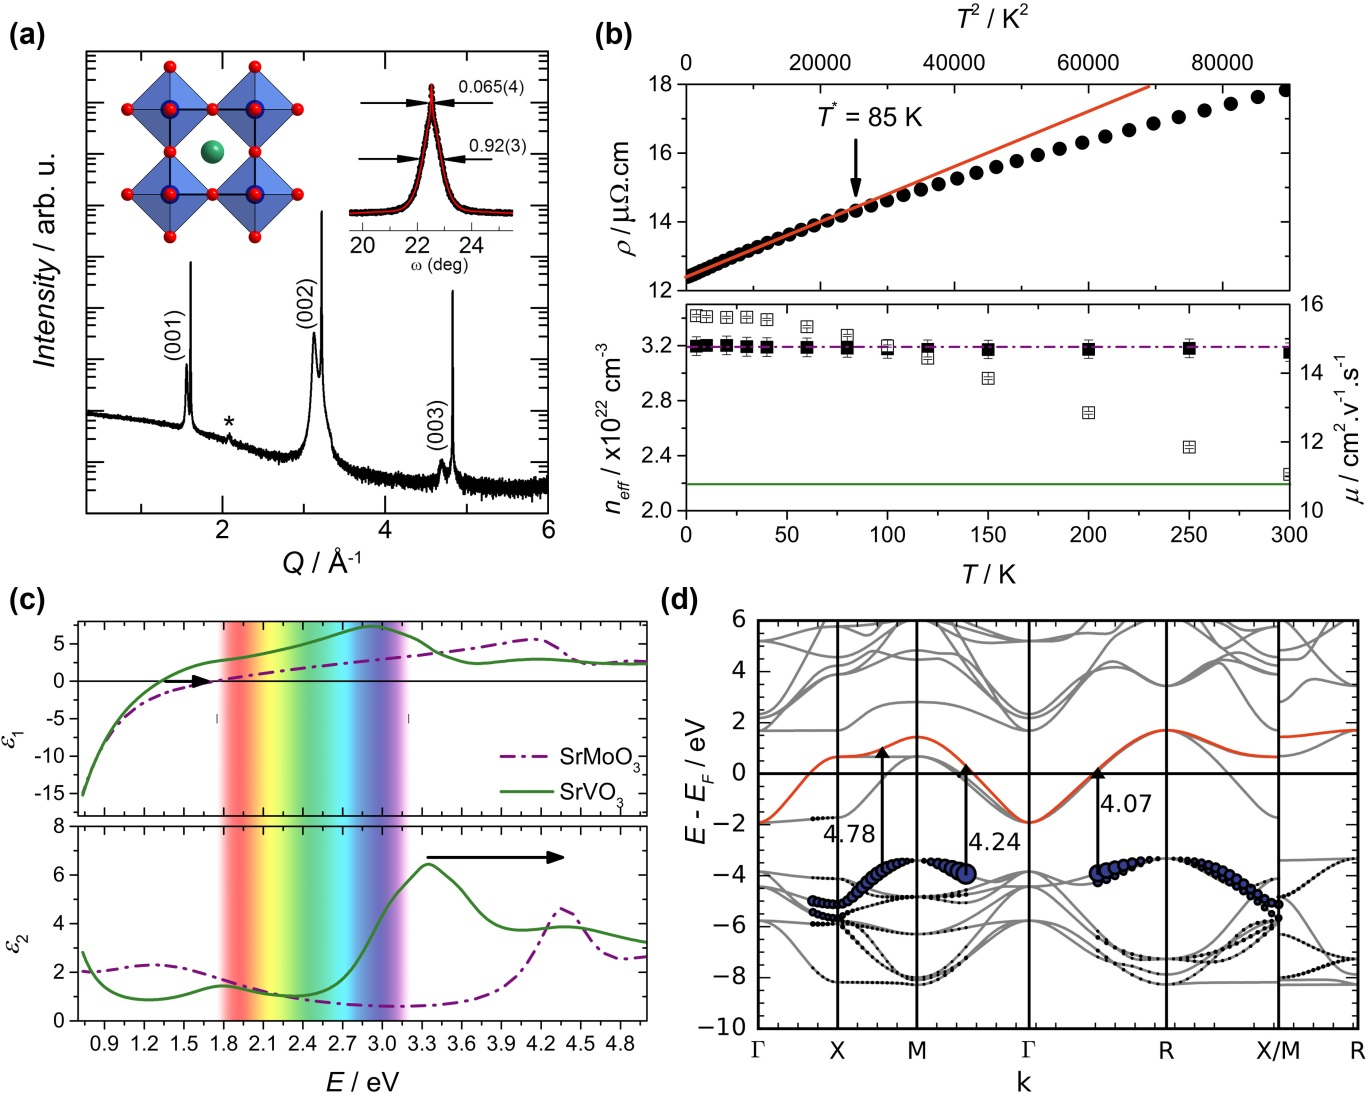 (a)
Intensity / arb. u.
(001)
*
(002)
(003)
0.065(4)
0.92(3)
20 22 24
ω (deg)
2 4 6
Q / Å-1
(b)
T2 / K2
0 20000 40000 60000 80000
T* = 85 K
18
16
14
12
ρ / μΩ.cm
3.2
2.8
2.4
2.0
neff / x10^22 cm-3
16
14
12
10
μ / cm2.v-1.s-1
0 50 100 150 200 250 300
T / K
(c)
5
0
-5
-10
-15
ε1
SrMoO3
SrVO3
8
6
4
2
0
ε2
0.9 1.2 1.5 1.8 2.1 2.4 2.7 3.0 3.3 3.6 3.9 4.2 4.5 4.8
E / eV
(d)
6
4
2
0
−2
−4
−6
−8
−10
E - EF / eV
4.78
4.24
4.07
Γ X M Γ R X/M R
k